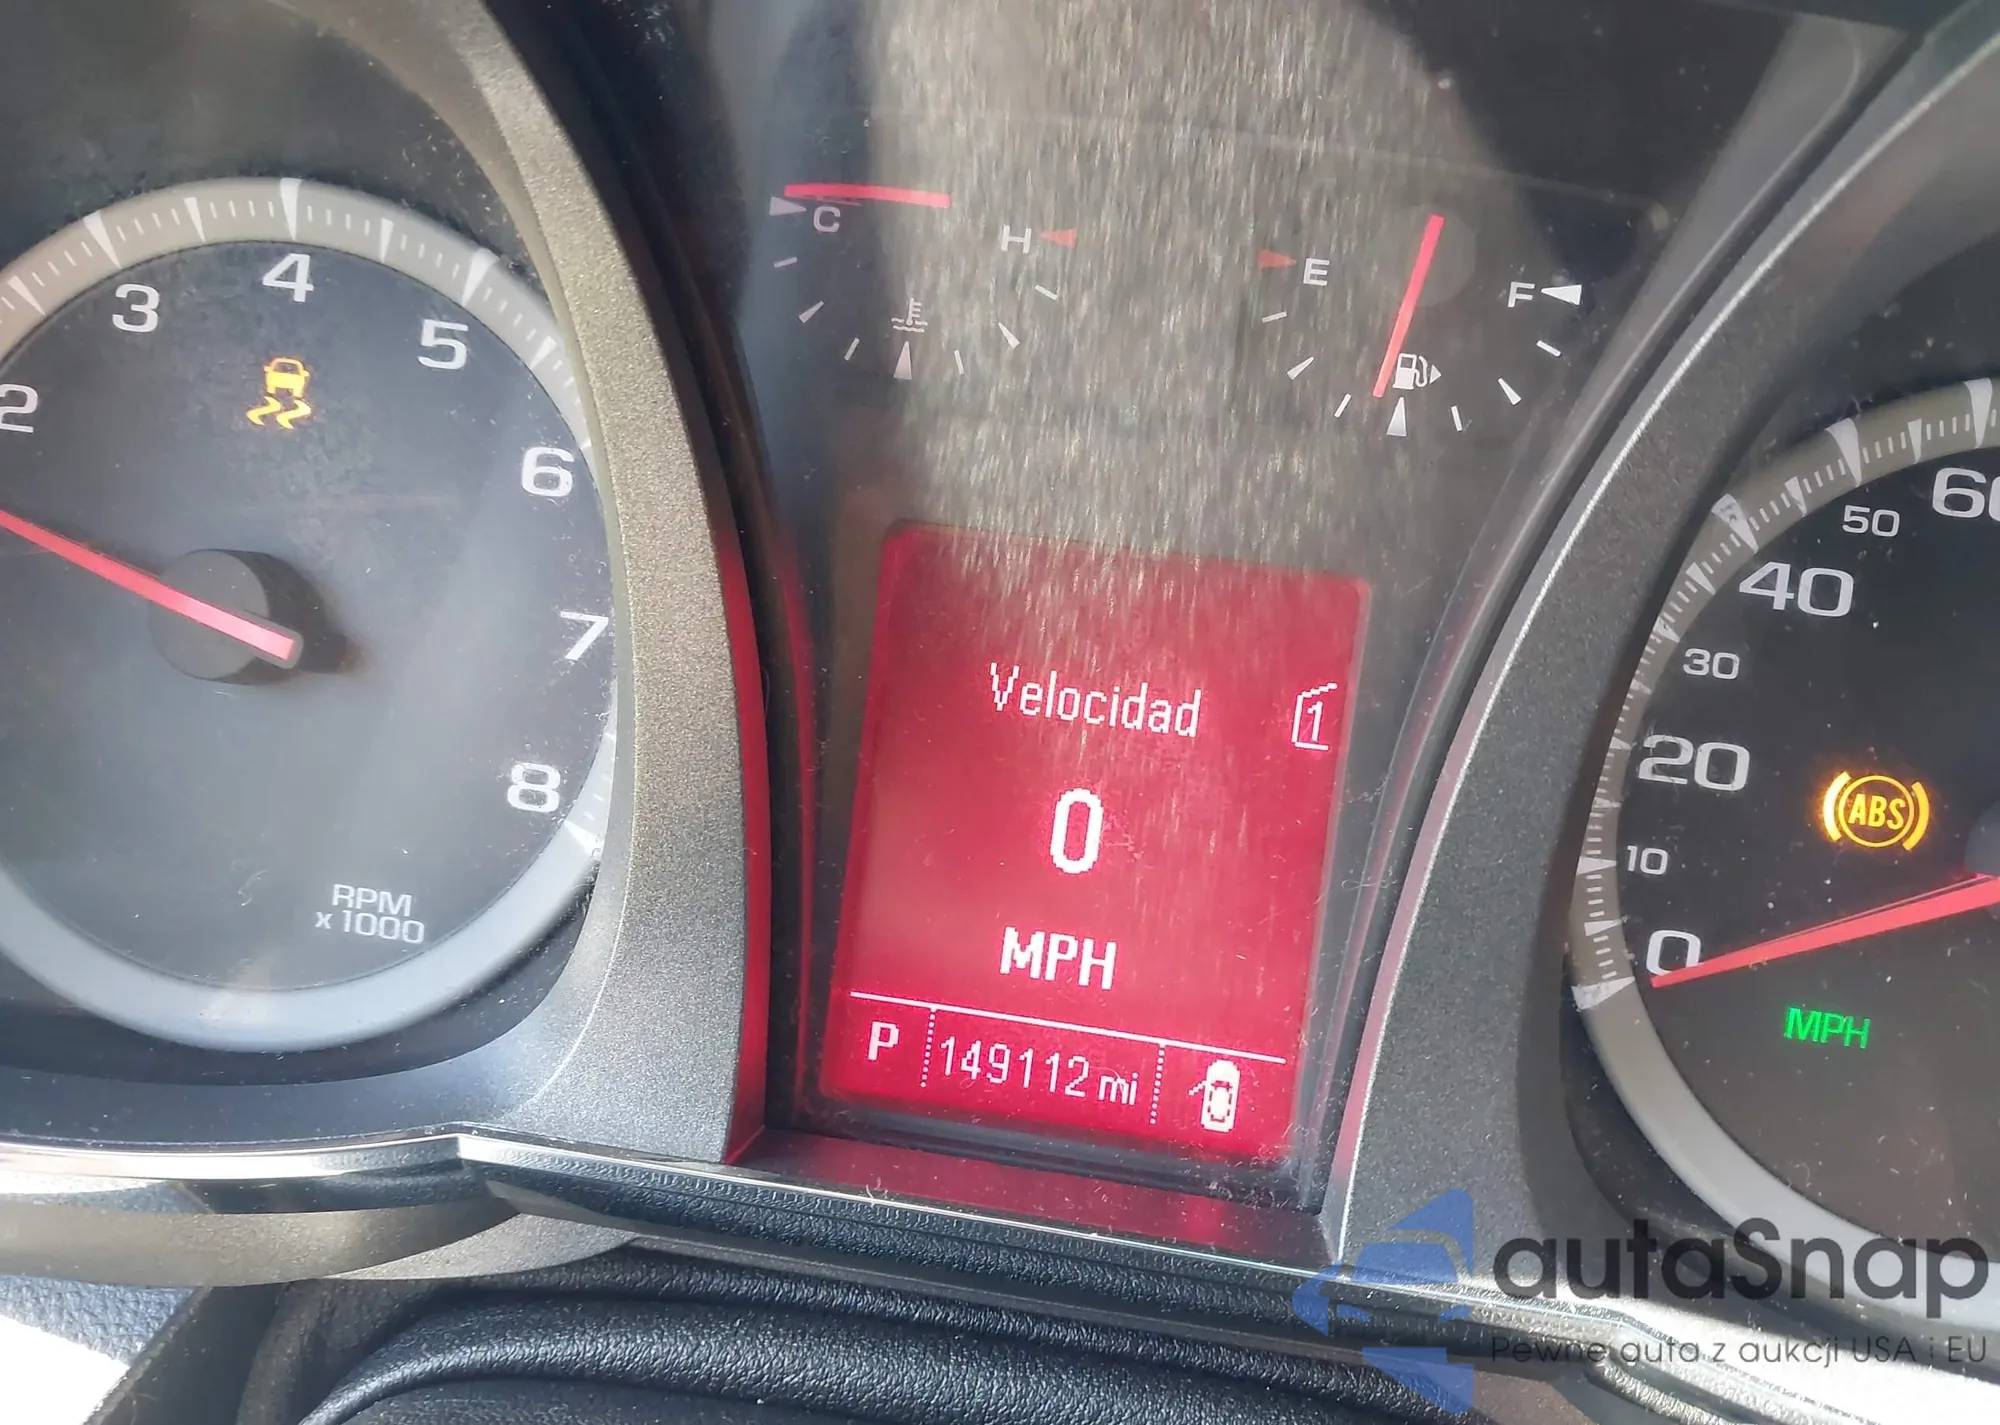 2
3
4
5
6
7
8
RPM
x1000
C
H
E
F
Velocidad
1
0
MPH
P
149112 mi
60
50
40
30
20
10
0
ABS
MPH
autaSnap
Pewne auta z aukcji USA i EU